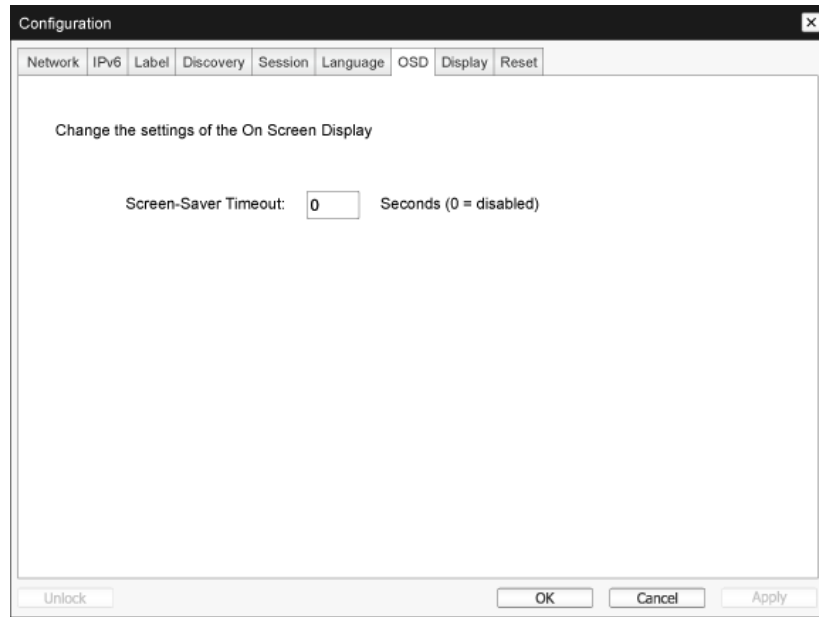 Configuration
Network IPv6 Label Discovery Session Language OSD Display Reset
Change the settings of the On Screen Display
Screen-Saver Timeout: 0 Seconds (0 = disabled)
Unlock OK Cancel Apply